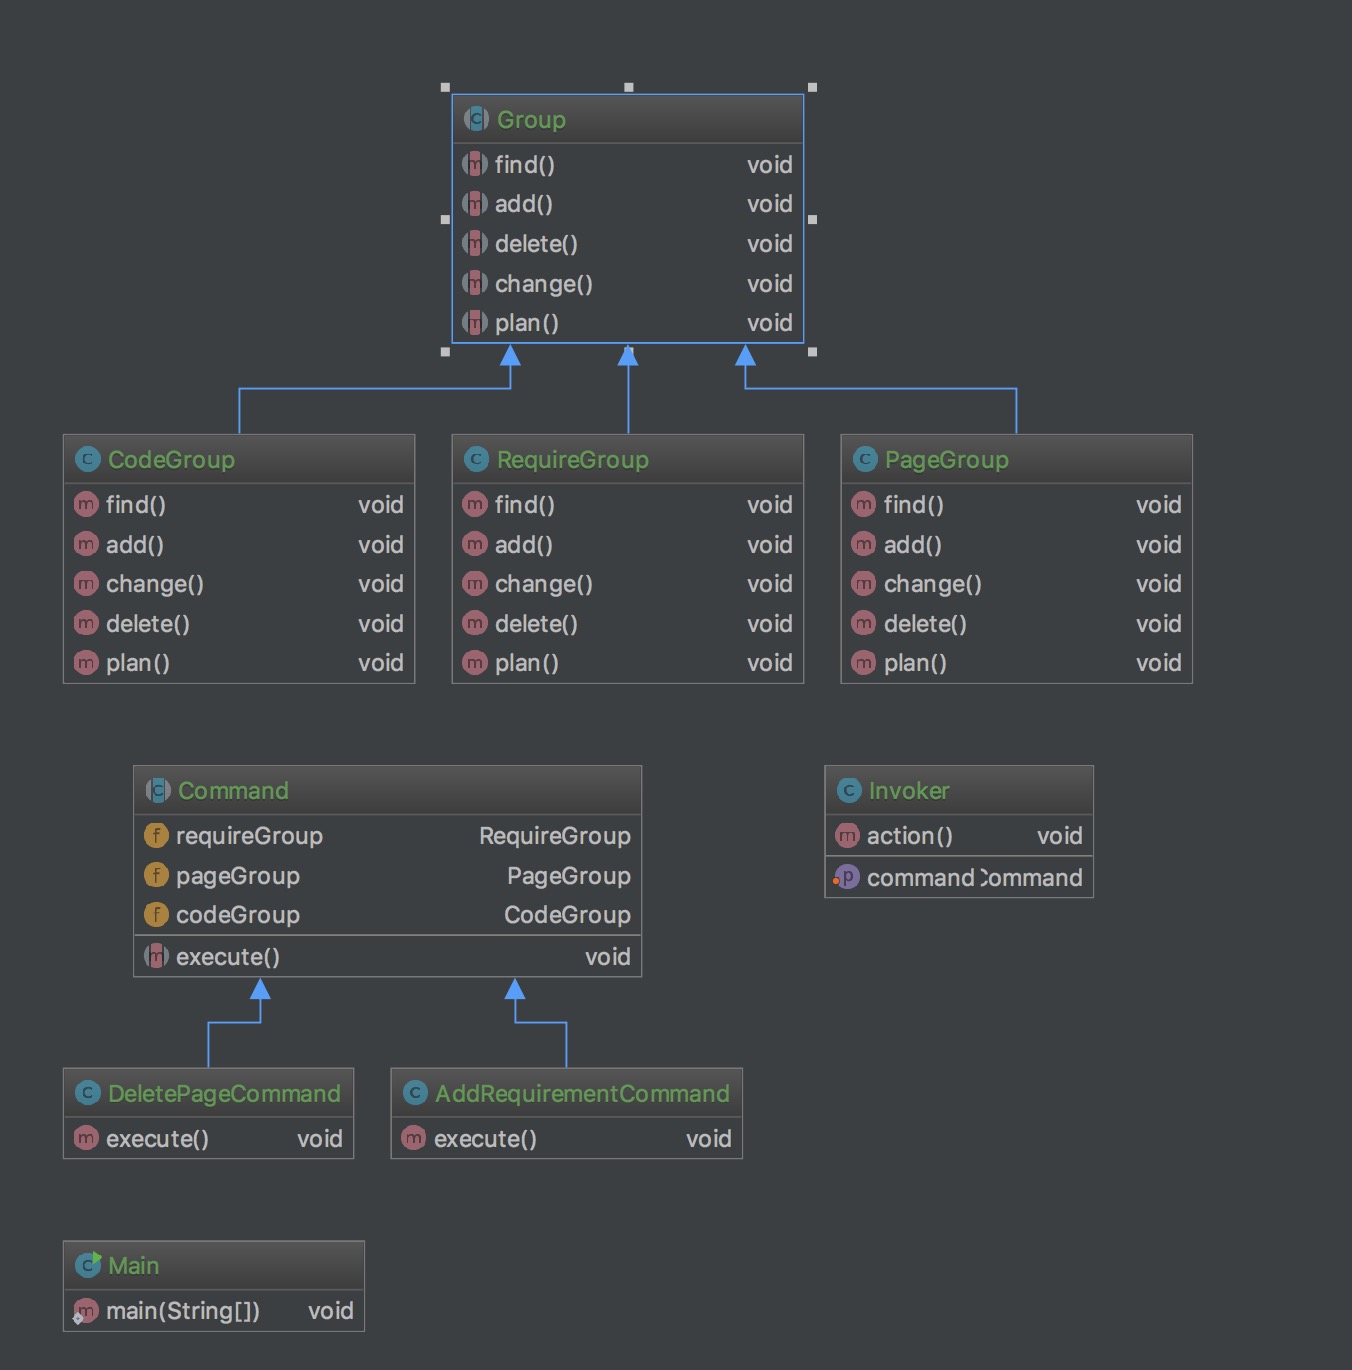 Group
find() void
add() void
delete() void
change() void
plan() void
CodeGroup
find() void
add() void
change() void
delete() void
plan() void
RequireGroup
find() void
add() void
change() void
delete() void
plan() void
PageGroup
find() void
add() void
change() void
delete() void
plan() void
Command
requireGroup RequireGroup
pageGroup PageGroup
codeGroup CodeGroup
execute() void
Invoker
action() void
command Command
DeletePageCommand
execute() void
AddRequirementCommand
execute() void
Main
main(String[]) void